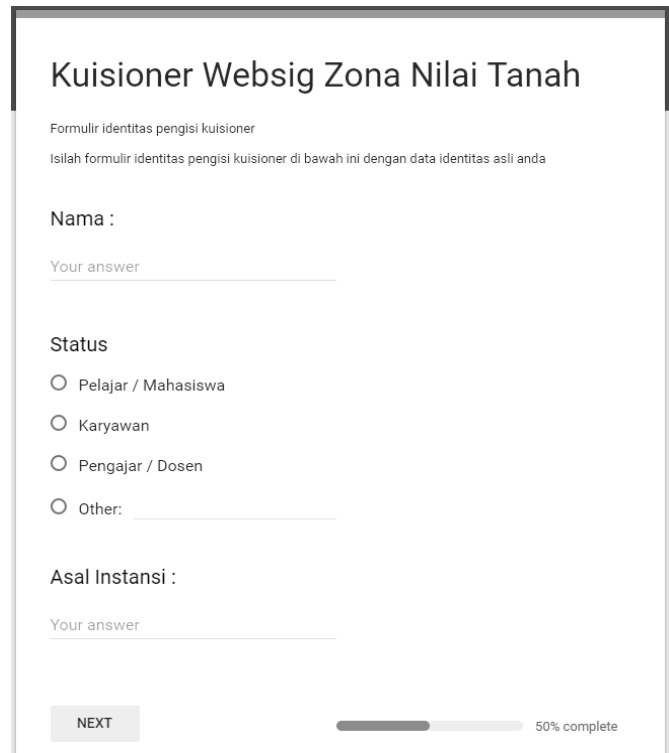 Kuisioner Websig Zona Nilai Tanah
Formulir identitas pengisi kuisioner
Isilah formulir identitas pengisi kuisioner di bawah ini dengan data identitas asli anda
Nama :
Your answer
Status
Pelajar / Mahasiswa
Karyawan
Pengajar / Dosen
Other:
Asal Instansi :
Your answer
NEXT
50% complete